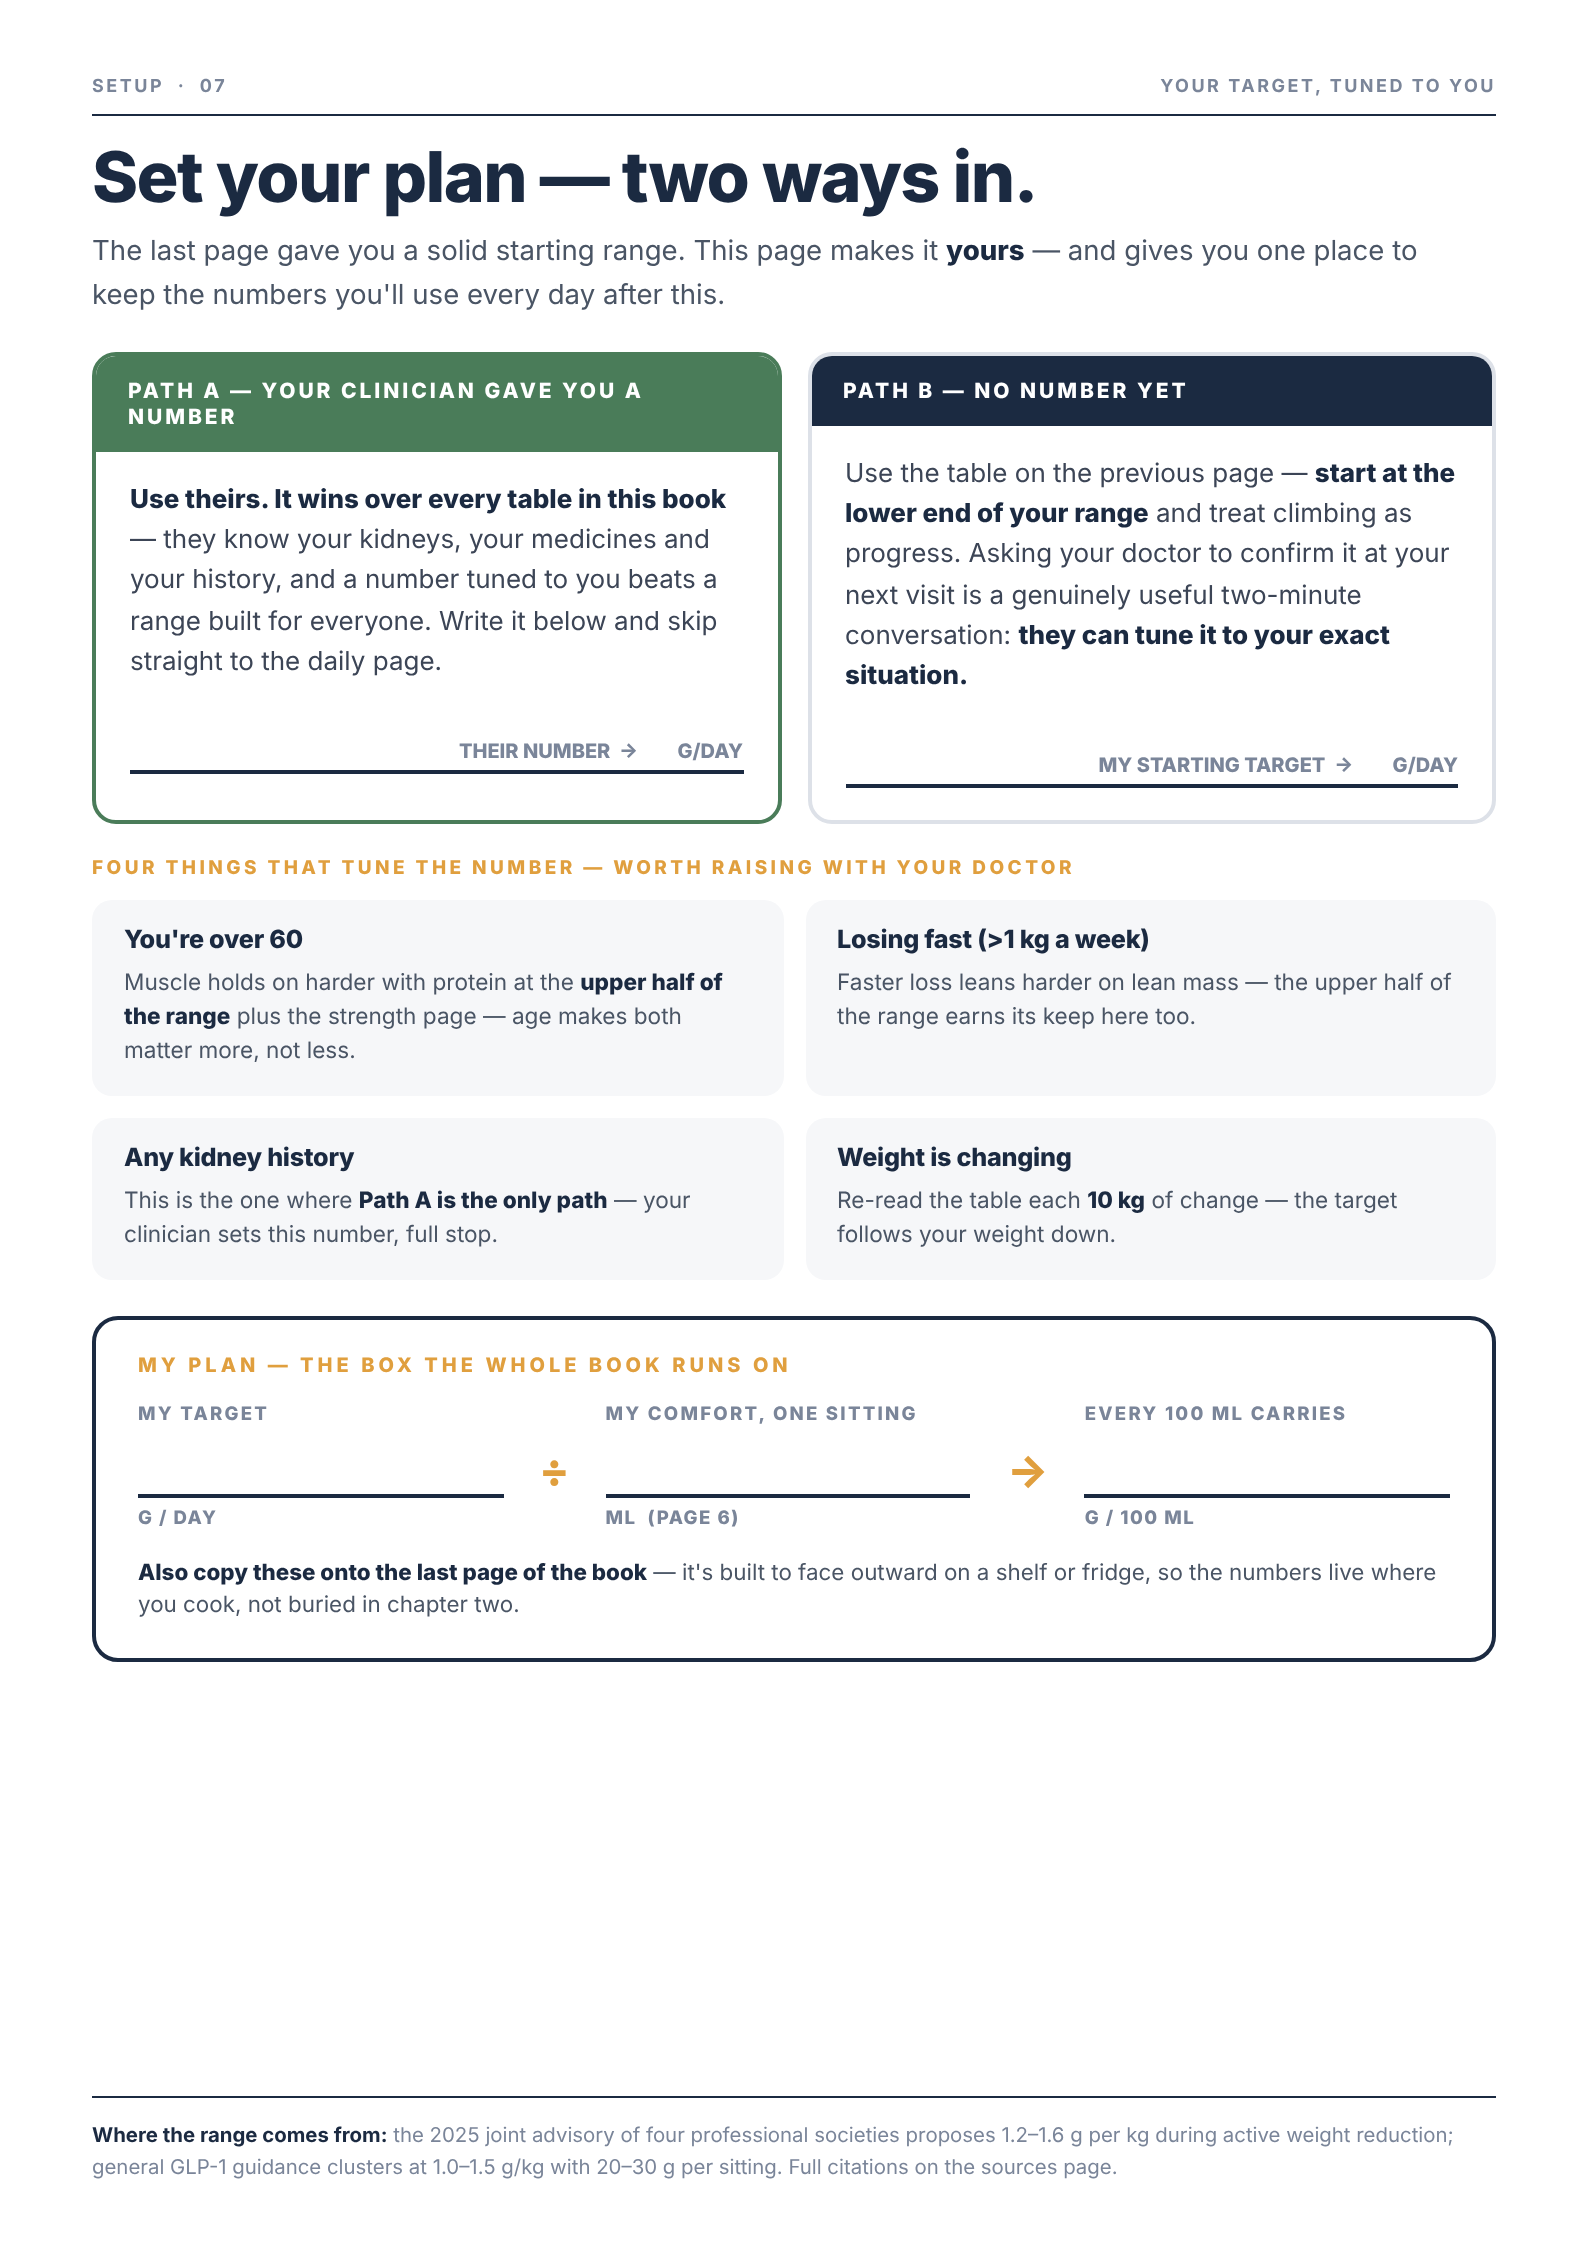 SETUP · 07
YOUR TARGET, TUNED TO YOU
Set your plan — two ways in.
The last page gave you a solid starting range. This page makes it yours — and gives you one place to
keep the numbers you'll use every day after this.
PATH A — YOUR CLINICIAN GAVE YOU A
NUMBER
Use theirs. It wins over every table in this book
— they know your kidneys, your medicines and
your history, and a number tuned to you beats a
range built for everyone. Write it below and skip
straight to the daily page.
THEIR NUMBER → G/DAY
PATH B — NO NUMBER YET
Use the table on the previous page — start at the
lower end of your range and treat climbing as
progress. Asking your doctor to confirm it at your
next visit is a genuinely useful two-minute
conversation: they can tune it to your exact
situation.
MY STARTING TARGET → G/DAY
FOUR THINGS THAT TUNE THE NUMBER — WORTH RAISING WITH YOUR DOCTOR
You're over 60
Muscle holds on harder with protein at the upper half of
the range plus the strength page — age makes both
matter more, not less.
Losing fast (>1 kg a week)
Faster loss leans harder on lean mass — the upper half of
the range earns its keep here too.
Any kidney history
This is the one where Path A is the only path — your
clinician sets this number, full stop.
Weight is changing
Re-read the table each 10 kg of change — the target
follows your weight down.
MY PLAN — THE BOX THE WHOLE BOOK RUNS ON
MY TARGET
G / DAY
÷
MY COMFORT, ONE SITTING
ML (PAGE 6)
→
EVERY 100 ML CARRIES
G / 100 ML
Also copy these onto the last page of the book — it's built to face outward on a shelf or fridge, so the numbers live where
you cook, not buried in chapter two.
Where the range comes from: the 2025 joint advisory of four professional societies proposes 1.2–1.6 g per kg during active weight reduction;
general GLP-1 guidance clusters at 1.0–1.5 g/kg with 20–30 g per sitting. Full citations on the sources page.